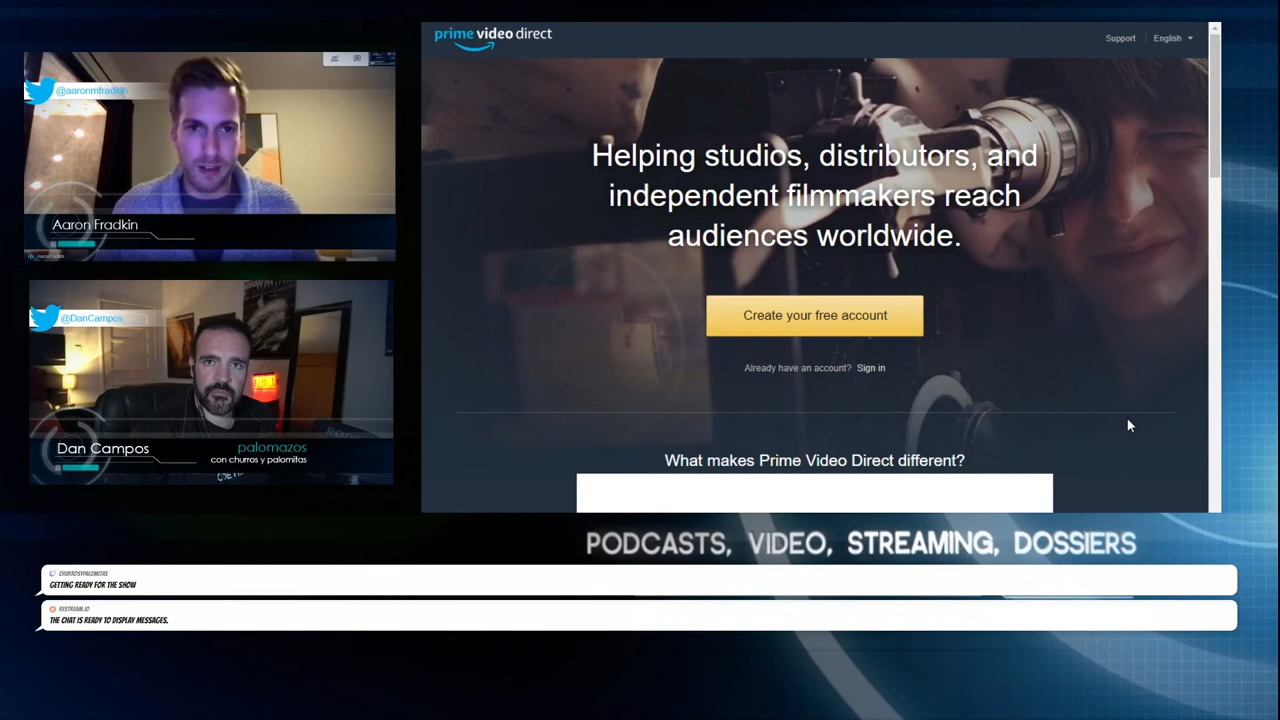 @aaronmfradkin
Aaron Fradkin
Aaron Fradkin
@DanCampos
Dan Campos
palomazos
con churros y palomitas
prime video direct
Support
English
Helping studios, distributors, and
independent filmmakers reach
audiences worldwide.
Create your free account
Already have an account? Sign in
What makes Prime Video Direct different?
PODCASTS, VIDEO, STREAMING, DOSSIERS
CHURROSYPALOMITAS
GETTING READY FOR THE SHOW
RESTREAM.IO
THE CHAT IS READY TO DISPLAY MESSAGES.